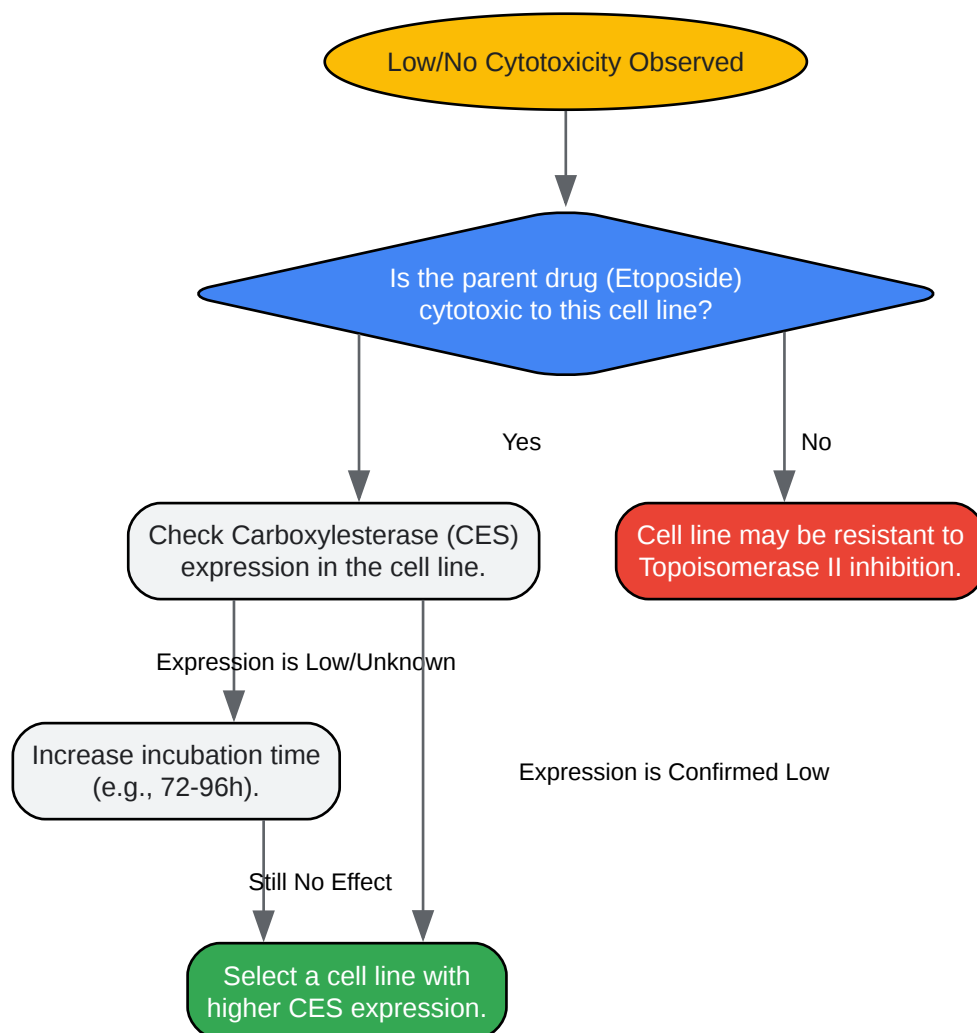 Low/No Cytotoxicity Observed
Is the parent drug (Etoposide)
cytotoxic to this cell line?
Yes
No
Check Carboxylesterase (CES)
expression in the cell line.
Cell line may be resistant to
Topoisomerase II inhibition.
Expression is Low/Unknown
Increase incubation time
(e.g., 72-96h).
Expression is Confirmed Low
Still No Effect
Select a cell line with
higher CES expression.